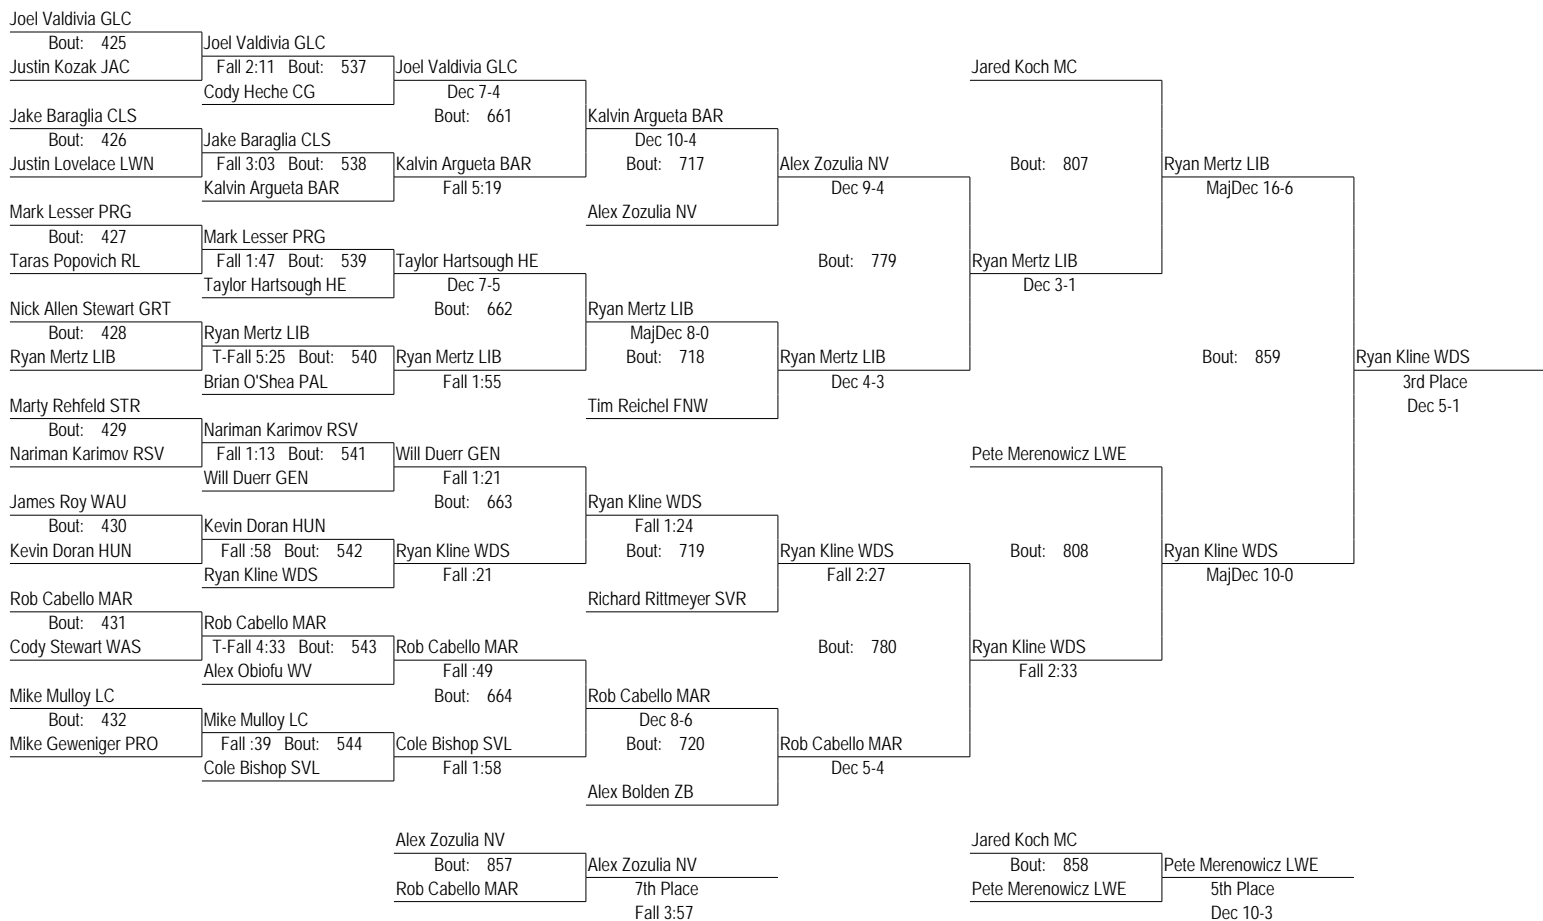 Joel Valdivia GLC
Bout: 425
Joel Valdivia GLC
Justin Kozak JAC
Fall 2:11 Bout: 537
Joel Valdivia GLC
Jared Koch MC
Cody Heche CG
Dec 7-4
Jake Baraglia CLS
Bout: 661
Kalvin Argueta BAR
Bout: 426
Jake Baraglia CLS
Dec 10-4
Justin Lovelace LWN
Fall 3:03 Bout: 538
Kalvin Argueta BAR
Bout: 717
Alex Zozulia NV
Bout: 807
Ryan Mertz LIB
Kalvin Argueta BAR
Fall 5:19
Dec 9-4
MajDec 16-6
Mark Lesser PRG
Alex Zozulia NV
Bout: 427
Mark Lesser PRG
Taras Popovich RL
Fall 1:47 Bout: 539
Taylor Hartsough HE
Bout: 779
Ryan Mertz LIB
Taylor Hartsough HE
Dec 7-5
Dec 3-1
Nick Allen Stewart GRT
Bout: 662
Ryan Mertz LIB
Bout: 428
Ryan Mertz LIB
MajDec 8-0
Ryan Mertz LIB
T-Fall 5:25 Bout: 540
Ryan Mertz LIB
Bout: 718
Ryan Mertz LIB
Bout: 859
Ryan Kline WDS
Brian O'Shea PAL
Fall 1:55
Dec 4-3
3rd Place
Marty Rehfeld STR
Tim Reichel FNW
Dec 5-1
Bout: 429
Nariman Karimov RSV
Nariman Karimov RSV
Fall 1:13 Bout: 541
Will Duerr GEN
Pete Merenowicz LWE
Will Duerr GEN
Fall 1:21
James Roy WAU
Bout: 663
Ryan Kline WDS
Bout: 430
Kevin Doran HUN
Fall 1:24
Kevin Doran HUN
Fall :58 Bout: 542
Ryan Kline WDS
Bout: 719
Ryan Kline WDS
Bout: 808
Ryan Kline WDS
Ryan Kline WDS
Fall :21
Fall 2:27
MajDec 10-0
Rob Cabello MAR
Richard Rittmeyer SVR
Bout: 431
Rob Cabello MAR
Cody Stewart WAS
T-Fall 4:33 Bout: 543
Rob Cabello MAR
Bout: 780
Ryan Kline WDS
Alex Obiofu WV
Fall :49
Fall 2:33
Mike Mulloy LC
Bout: 664
Rob Cabello MAR
Bout: 432
Mike Mulloy LC
Dec 8-6
Mike Geweniger PRO
Fall :39 Bout: 544
Cole Bishop SVL
Bout: 720
Rob Cabello MAR
Cole Bishop SVL
Fall 1:58
Dec 5-4
Alex Bolden ZB
Alex Zozulia NV
Jared Koch MC
Bout: 857
Alex Zozulia NV
Bout: 858
Pete Merenowicz LWE
Rob Cabello MAR
7th Place
Pete Merenowicz LWE
5th Place
Fall 3:57
Dec 10-3